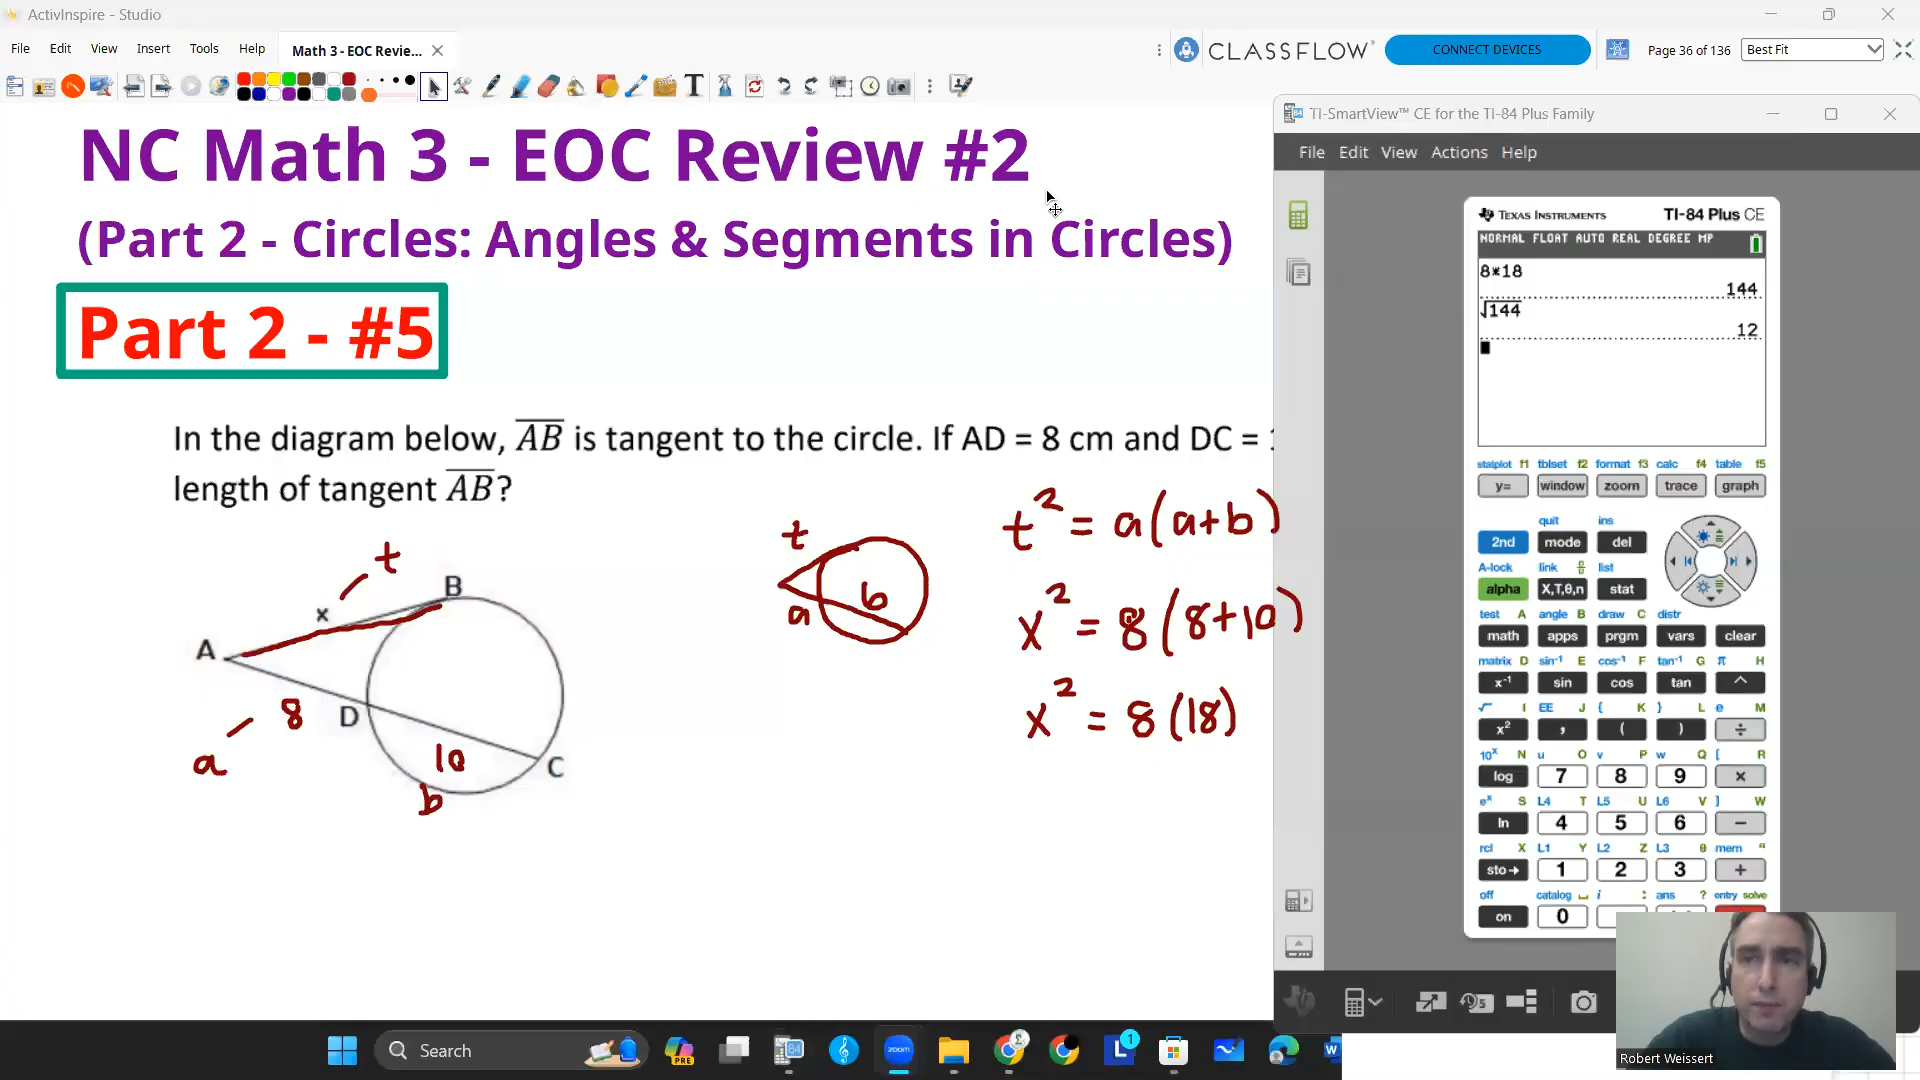 ActivInspire - Studio
File Edit View Insert Tools Help
Math 3 - EOC Revie...
CLASSFLOW
CONNECT DEVICES
Page 36 of 136
Best Fit
NC Math 3 - EOC Review #2
(Part 2 - Circles: Angles & Segments in Circles)
Part 2 - #5
In the diagram below, AB is tangent to the circle. If AD = 8 cm and DC =
length of tangent AB?
t
B
x
A
8
D
10
C
a
b
t
a
b
t² = a(a+b)
x² = 8(8+10)
x² = 8(18)
TI-SmartView™ CE for the TI-84 Plus Family
File Edit View Actions Help
TEXAS INSTRUMENTS TI-84 Plus CE
NORMAL FLOAT AUTO REAL DEGREE MP
8*18
144
√144
12
statplot f1 tblset f2 format f3 calc f4 table f5
y= window zoom trace graph
quit ins
2nd mode del
A-lock link list
alpha X,T,θ,n stat
test A angle B draw C distr
math apps prgm vars clear
matrix D sin⁻¹ E cos⁻¹ F tan⁻¹ G π H
x⁻¹ sin cos tan ^
√ I EE J { K } L e M
x² , ( ) ÷
10ˣ N u O v P w Q [ R
log 7 8 9 ×
eˣ S L4 T L5 U L6 V ] W
ln 4 5 6 −
rcl X L1 Y L2 Z L3 θ mem "
sto→ 1 2 3 +
off catalog i : ans ? entry solve
on 0
Search
PRE
84
zoom
L
1
W
Robert Weissert